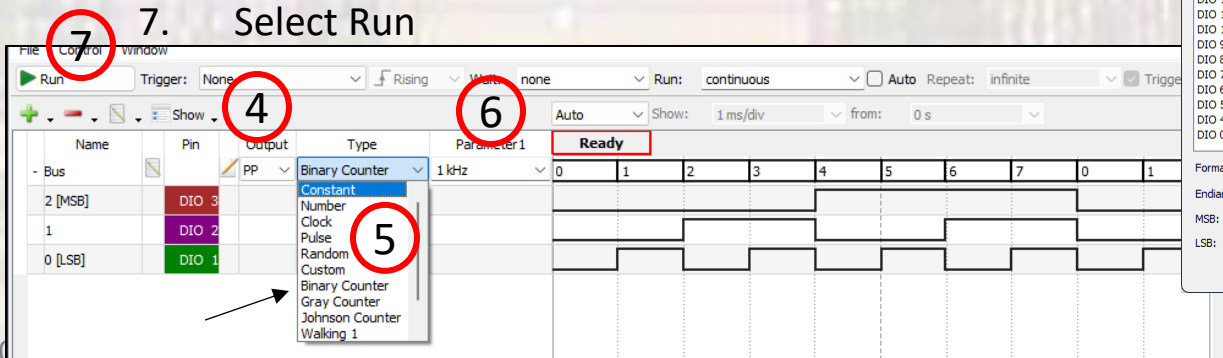 7. Select Run
File Control Window
7
Run Trigger: None Rising Wait: none Run: continuous Auto Repeat: infinite Trigge
Show 4 6 Auto Show: 1 ms/div from: 0 s
Name Pin Output Type Parameter1 Ready
- Bus PP Binary Counter 1 kHz 0 1 2 3 4 5 6 7 0 1
2 [MSB] DIO 3
1 DIO 2
0 [LSB] DIO 1
Constant
Number
Clock
Pulse
Random
Custom
Binary Counter
Gray Counter
Johnson Counter
Walking 1
5
DIO 1
DIO 9
DIO 8
DIO 7
DIO 6
DIO 5
DIO 4
DIO 0
Forma
Endian
MSB:
LSB: